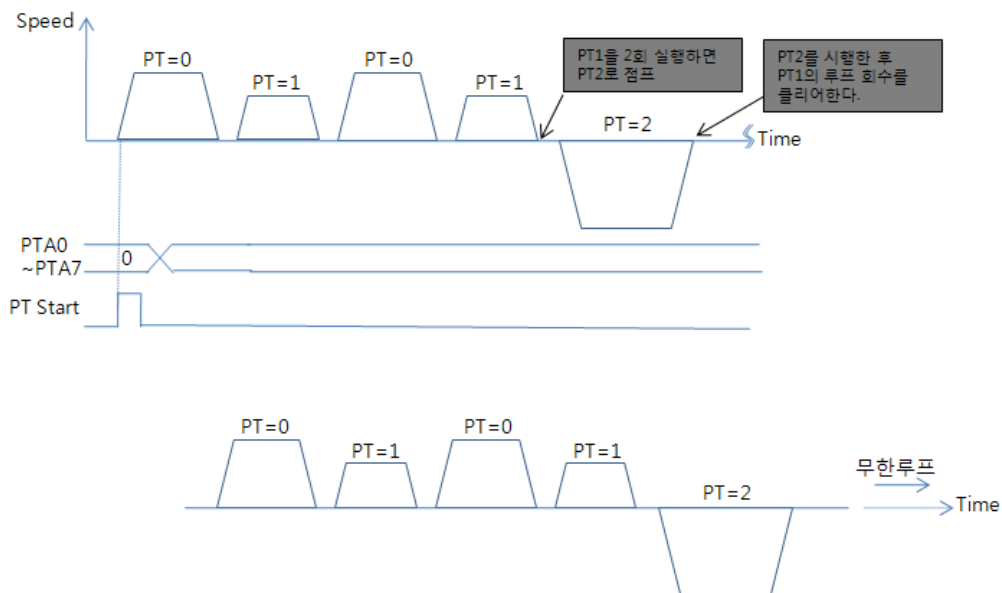 Speed
PT=0
PT=1
PT=0
PT=1
PT1을 2회 실행하면
PT2로 점프
PT2를 시행한 후
PT1의 루프 회수를
클리어한다.
PT=2
Time
PTA0
~PTA7
0
PT Start
PT=0
PT=1
PT=0
PT=1
PT=2
무한루프
Time